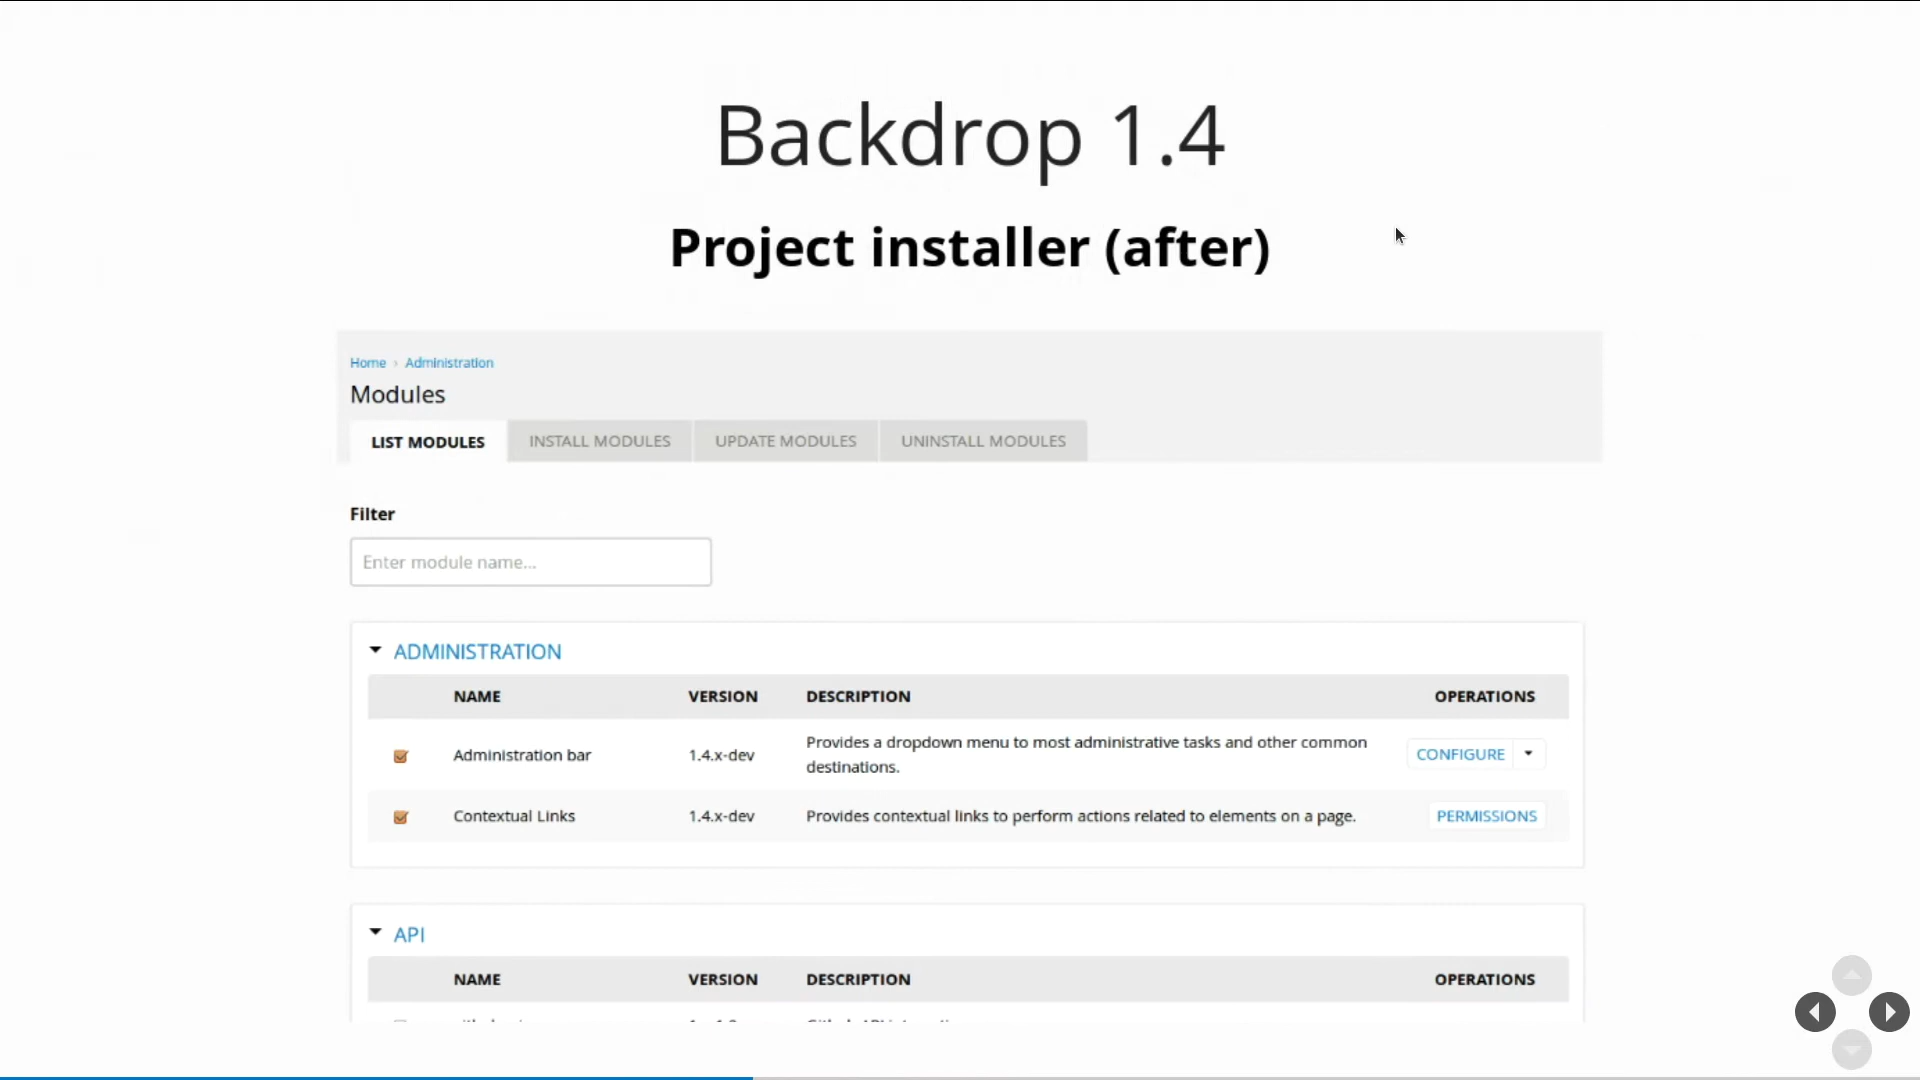 Backdrop 1.4
Project installer (after)
Home › Administration
Modules
LIST MODULES INSTALL MODULES UPDATE MODULES UNINSTALL MODULES
Filter
Enter module name...
ADMINISTRATION
NAME VERSION DESCRIPTION OPERATIONS
Administration bar 1.4.x-dev Provides a dropdown menu to most administrative tasks and other common CONFIGURE
destinations.
Contextual Links 1.4.x-dev Provides contextual links to perform actions related to elements on a page. PERMISSIONS
API
NAME VERSION DESCRIPTION OPERATIONS